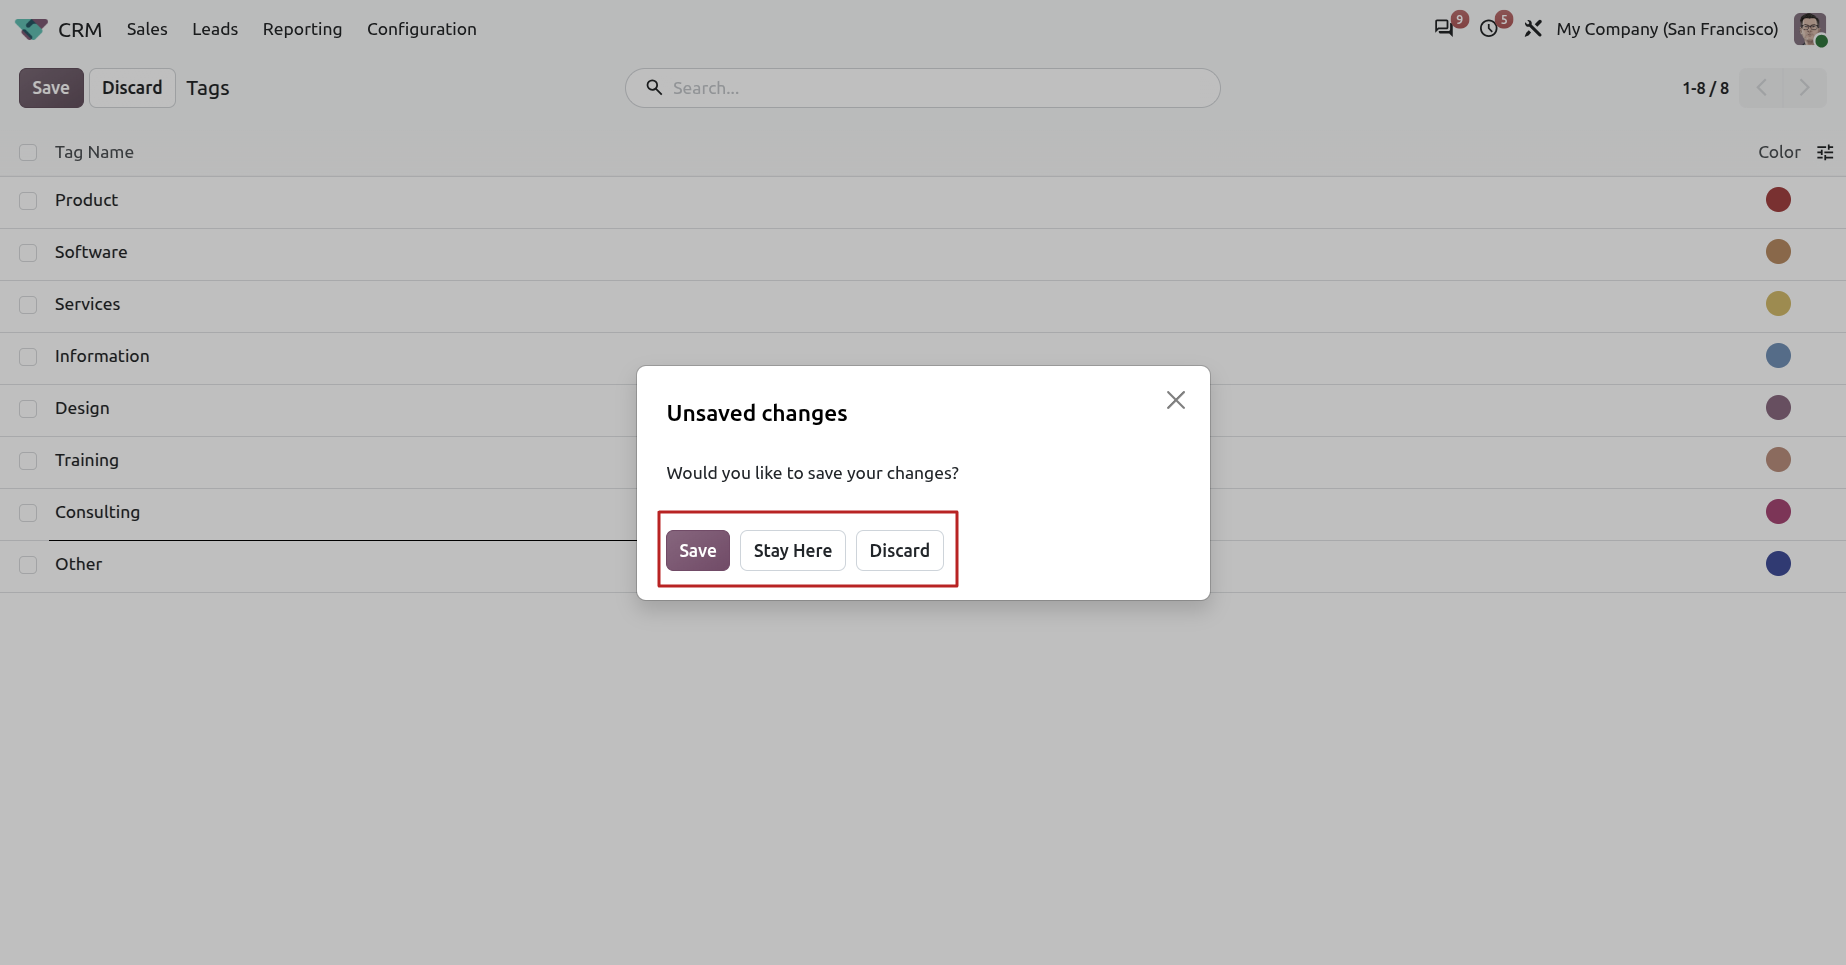 CRM Sales Leads Reporting Configuration 9 5 My Company (San Francisco)
Save Discard Tags Search... 1-8 / 8
Tag Name Color
Product
Software
Services
Information
Design
Training
Consulting
Other
Unsaved changes
Would you like to save your changes?
Save Stay Here Discard